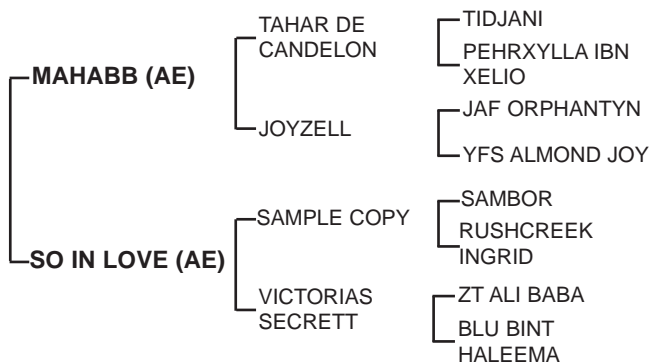 TAHAR DE
CANDELON
TIDJANI
PEHRXYLLA IBN
XELIO
MAHABB (AE)
JOYZELL
JAF ORPHANTYN
YFS ALMOND JOY
SAMPLE COPY
SAMBOR
RUSHCREEK
INGRID
SO IN LOVE (AE)
VICTORIAS
SECRETT
ZT ALI BABA
BLU BINT
HALEEMA